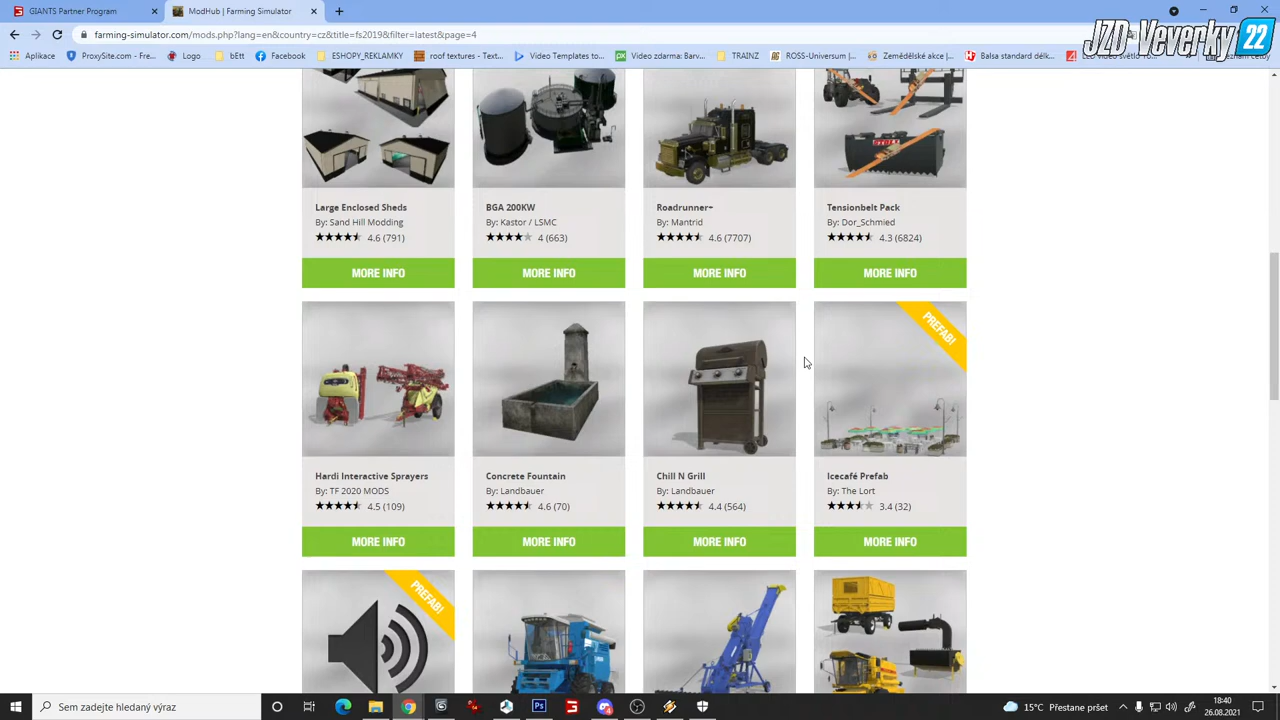 GIANTS Partner Program
ModHub | Farming Simulator
farming-simulator.com/mods.php?lang=en&country=cz&title=fs2019&filter=latest&page=4
JZD Veverky 22
Aplikace
ProxySite.com - Fre...
Logo
bEtt
Facebook
ESHOPY_REKLAMKY
roof textures - Text...
Video Templates to...
Video zdarma: Barv...
TRAINZ
ROSS-Universum |...
Zemědělské akce |...
Balsa standard délk...
Large Enclosed Sheds
By: Sand Hill Modding
4.6 (791)
MORE INFO
BGA 200KW
By: Kastor / LSMC
4 (663)
MORE INFO
Roadrunner+
By: Mantrid
4.6 (7707)
MORE INFO
Tensionbelt Pack
By: Dor_Schmied
4.3 (6824)
MORE INFO
Hardi Interactive Sprayers
By: TF 2020 MODS
4.5 (109)
MORE INFO
Concrete Fountain
By: Landbauer
4.6 (70)
MORE INFO
Chill N Grill
By: Landbauer
4.4 (564)
MORE INFO
PREFAB!
Icecafé Prefab
By: The Lort
3.4 (32)
MORE INFO
PREFAB!
Sem zadejte hledaný výraz
15°C Přestane pršet
18:40
26.08.2021